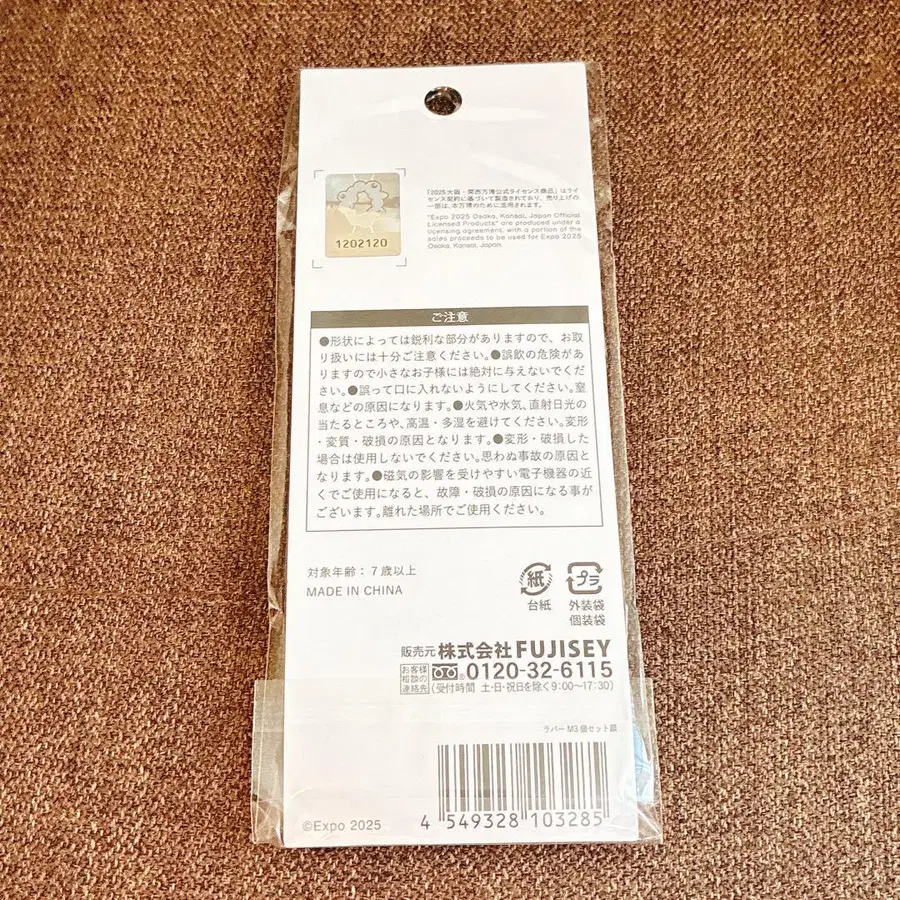 「2025大阪・関西万博公式ライセンス商品」はライ
センス契約に基づいて製造されており、売り上げの
一部は、本万博のために活用されます。
"Expo 2025 Osaka, Kansai, Japan Official
Licensed Products" are produced under a
licensing agreement, with a portion of the
sales proceeds to be used for Expo 2025
Osaka, Kansai, Japan.
1202120
ご注意
●形状によっては鋭利な部分がありますので、お取
り扱いには十分ご注意ください。●誤飲の危険があ
りますので小さなお子様には絶対に与えないでくだ
さい。●誤って口に入れないようにしてください。窒
息などの原因になります。●火気や水気、直射日光の
当たるところや、高温・多湿を避けてください。変形
・変質・破損の原因となります。●変形・破損した
場合は使用しないでください。思わぬ事故の原因と
なります。●磁気の影響を受けやすい電子機器の近
くでご使用になると、故障・破損の原因になる事が
ございます。離れた場所でご使用ください。
対象年齢：7歳以上
MADE IN CHINA
紙
台紙
プラ
外装袋
個装袋
販売元 株式会社FUJISEY
お客様相談の連絡先 0120-32-6115
(受付時間 土・日・祝日を除く9:00〜17:30)
ラバーM3個セット銀
©Expo 2025
4 549328 103285